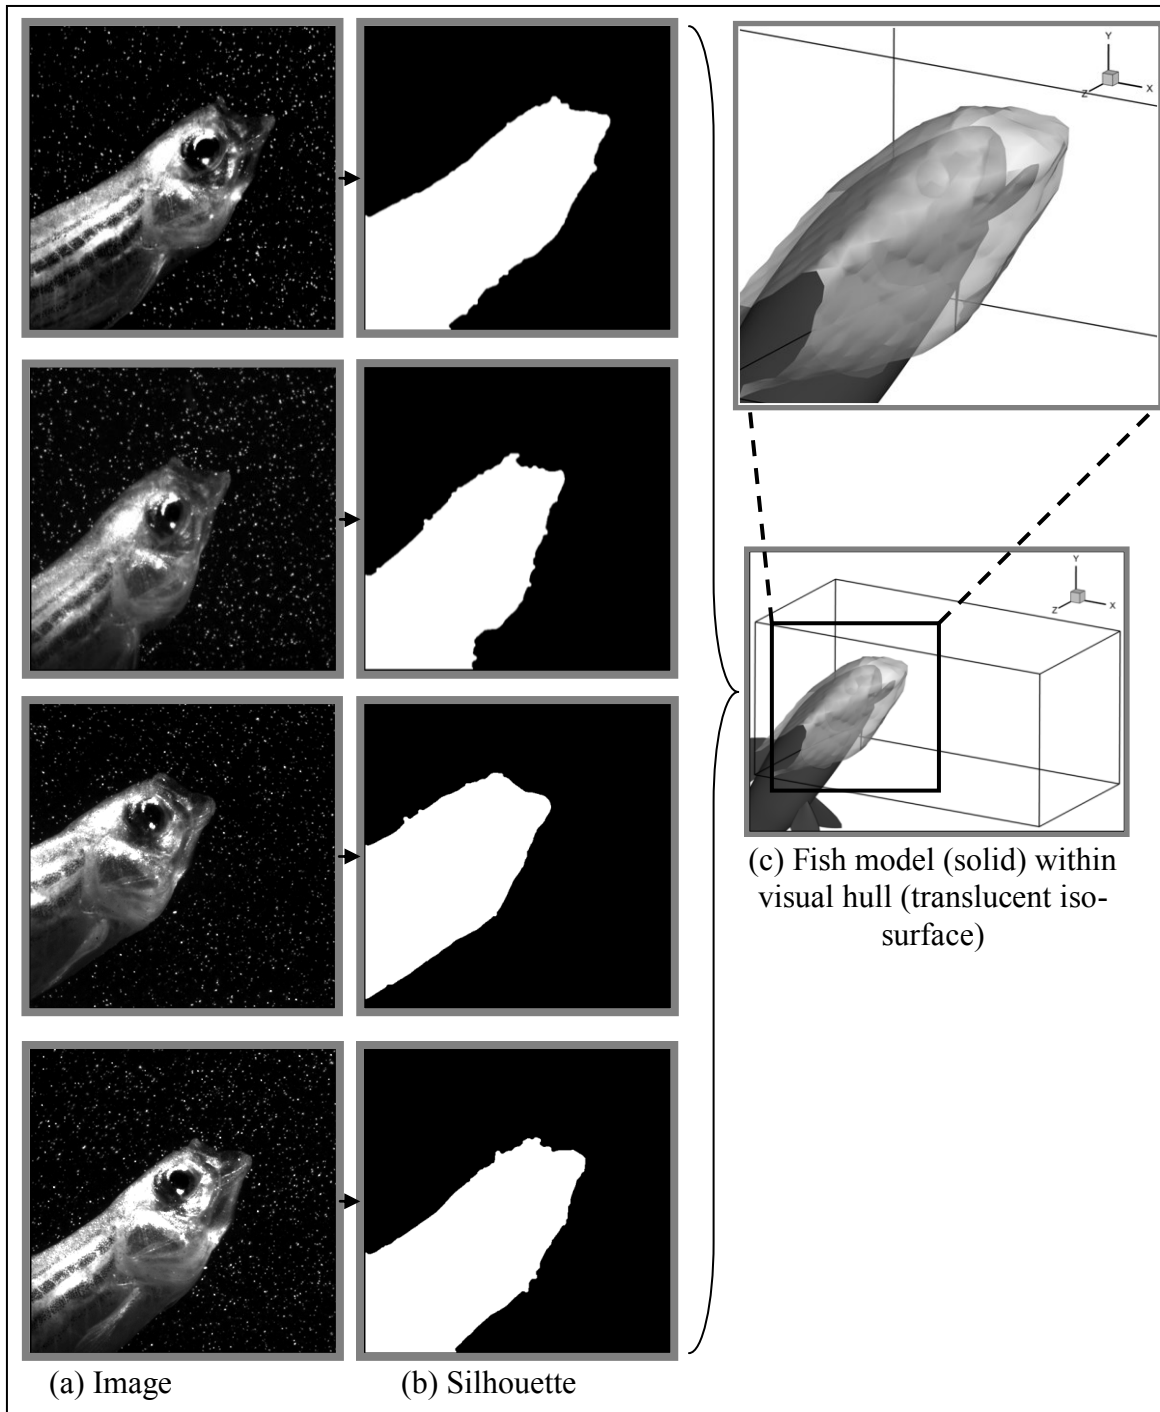 Y
X
Z
Y
X
Z
(c) Fish model (solid) within
visual hull (translucent iso-
surface)
(a) Image
(b) Silhouette